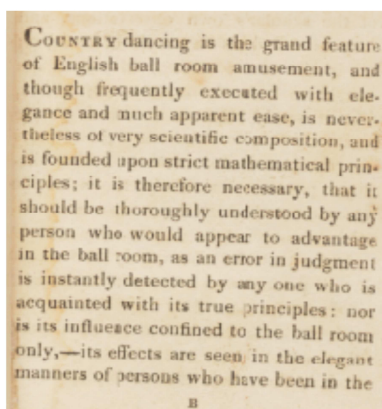 COUNTRY dancing is the grand feature
of English ball room amusement, and
though frequently executed with ele-
gance and much apparent ease, is never-
theless of very scientific composition, and
is founded upon strict mathematical prin-
ciples; it is therefore necessary, that it
should be thoroughly understood by any
person who would appear to advantage
in the ball room, as an error in judgment
is instantly detected by any one who is
acquainted with its true principles: nor
is its influence confined to the ball room
only,—its effects are seen in the elegant
manners of persons who have been in the
B